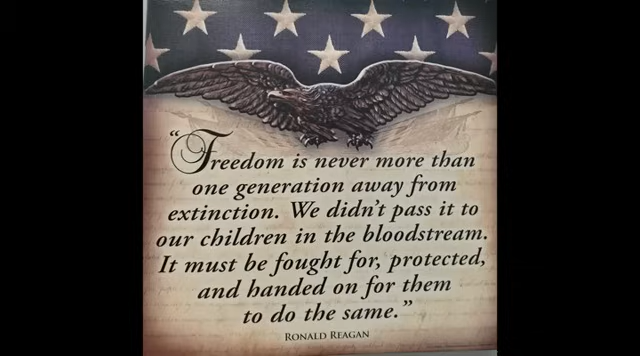 “Freedom is never more than
one generation away from
extinction. We didn’t pass it to
our children in the bloodstream.
It must be fought for, protected,
and handed on for them
to do the same.”
RONALD REAGAN